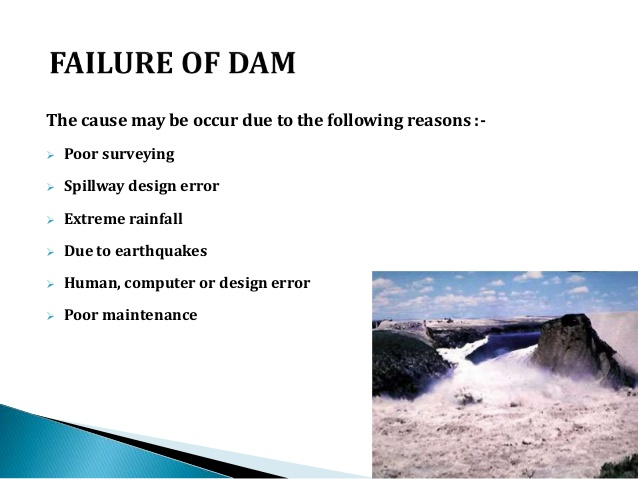 FAILURE OF DAM
The cause may be occur due to the following reasons :-
Poor surveying
Spillway design error
Extreme rainfall
Due to earthquakes
Human, computer or design error
Poor maintenance